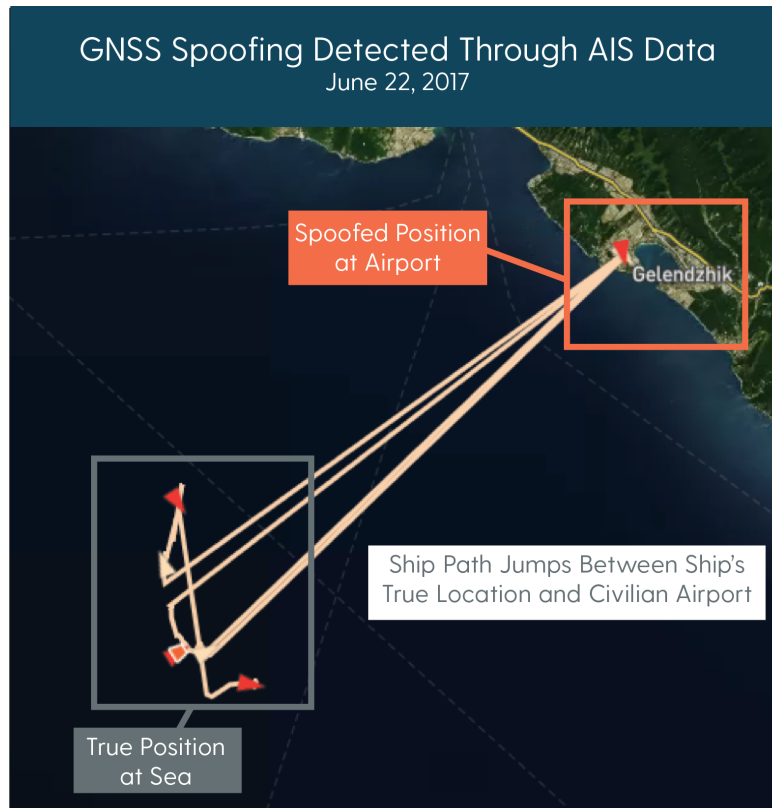 GNSS Spoofing Detected Through AIS Data
June 22, 2017
Spoofed Position
at Airport
Gelendzhik
Ship Path Jumps Between Ship's
True Location and Civilian Airport
True Position
at Sea